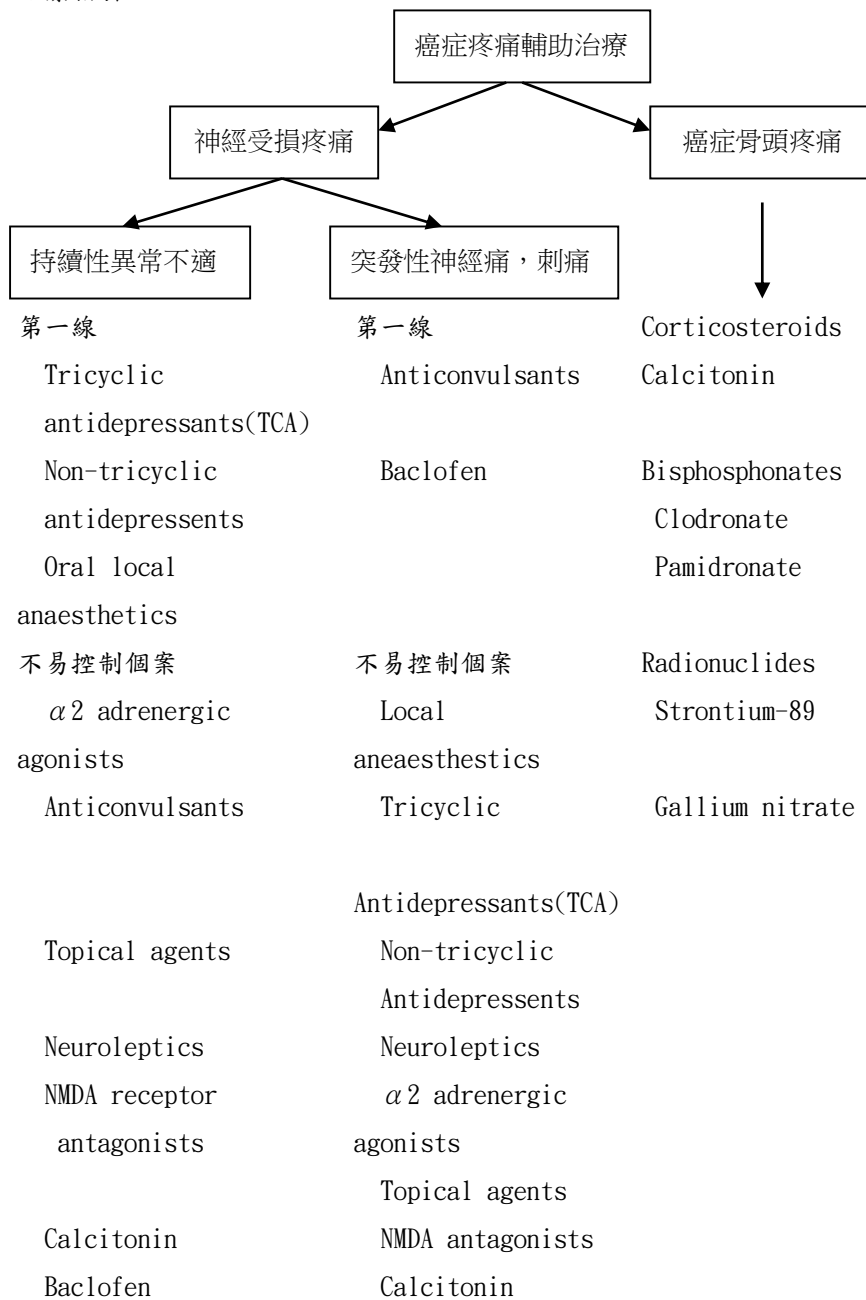 癌症疼痛輔助治療
神經受損疼痛
癌症骨頭疼痛
持續性異常不適
突發性神經痛，刺痛
第一線
Tricyclic
antidepressants(TCA)
Non-tricyclic
antidepressents
Oral local
anaesthetics
不易控制個案
α2 adrenergic
agonists
Anticonvulsants
Topical agents
Neuroleptics
NMDA receptor
antagonists
Calcitonin
Baclofen
第一線
Anticonvulsants
Baclofen
不易控制個案
Local
aneaesthestics
Tricyclic
Antidepressants(TCA)
Non-tricyclic
Antidepressents
Neuroleptics
α2 adrenergic
agonists
Topical agents
NMDA antagonists
Calcitonin
Corticosteroids
Calcitonin
Bisphosphonates
Clodronate
Pamidronate
Radionuclides
Strontium-89
Gallium nitrate